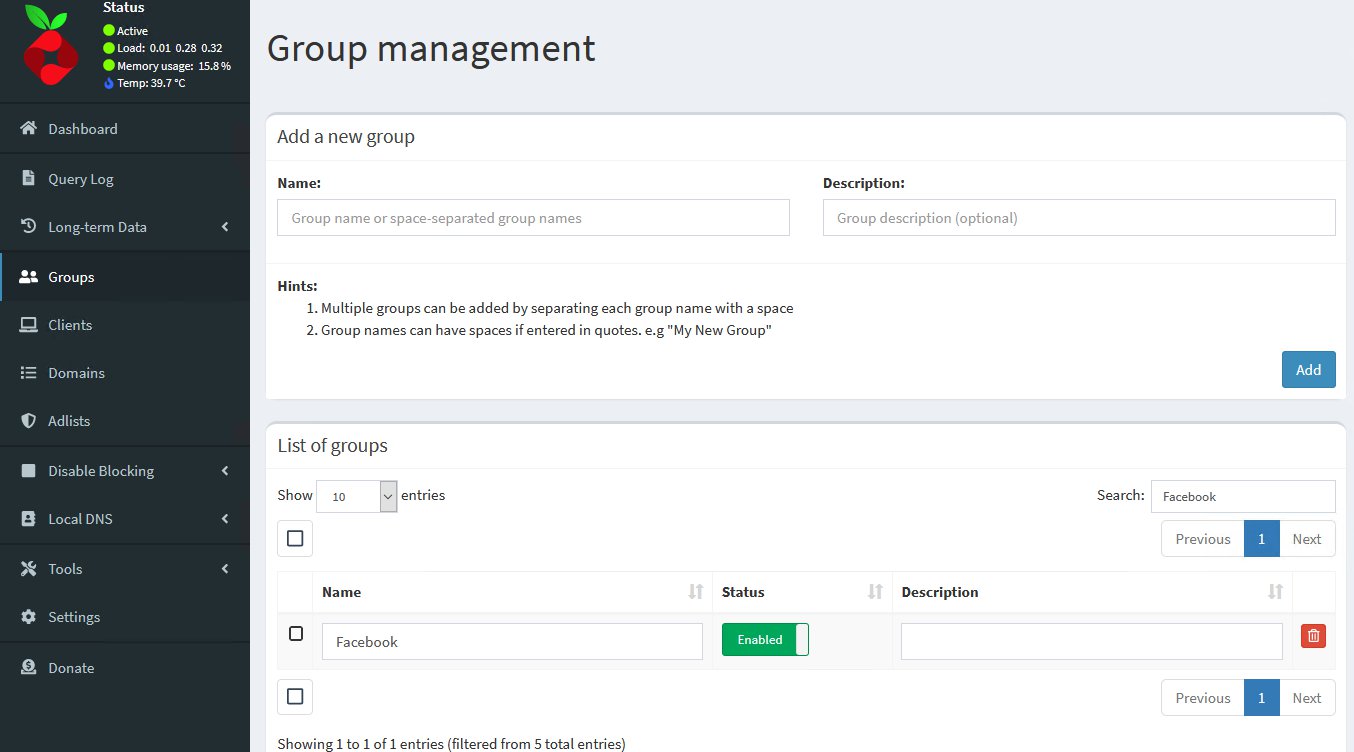 Status
Active
Load: 0.01 0.28 0.32
Memory usage: 15.8 %
Temp: 39.7 °C
Dashboard
Query Log
Long-term Data
Groups
Clients
Domains
Adlists
Disable Blocking
Local DNS
Tools
Settings
Donate
Group management
Add a new group
Name: Description:
Group name or space-separated group names Group description (optional)
Hints:
1. Multiple groups can be added by separating each group name with a space
2. Group names can have spaces if entered in quotes. e.g "My New Group"
Add
List of groups
Show 10 entries Search: Facebook
Previous 1 Next
Name Status Description
Facebook Enabled
Previous 1 Next
Showing 1 to 1 of 1 entries (filtered from 5 total entries)